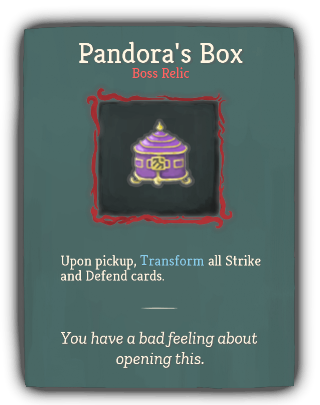 Pandora's Box
Boss Relic
Upon pickup, Transform all Strike
and Defend cards.
You have a bad feeling about
opening this.